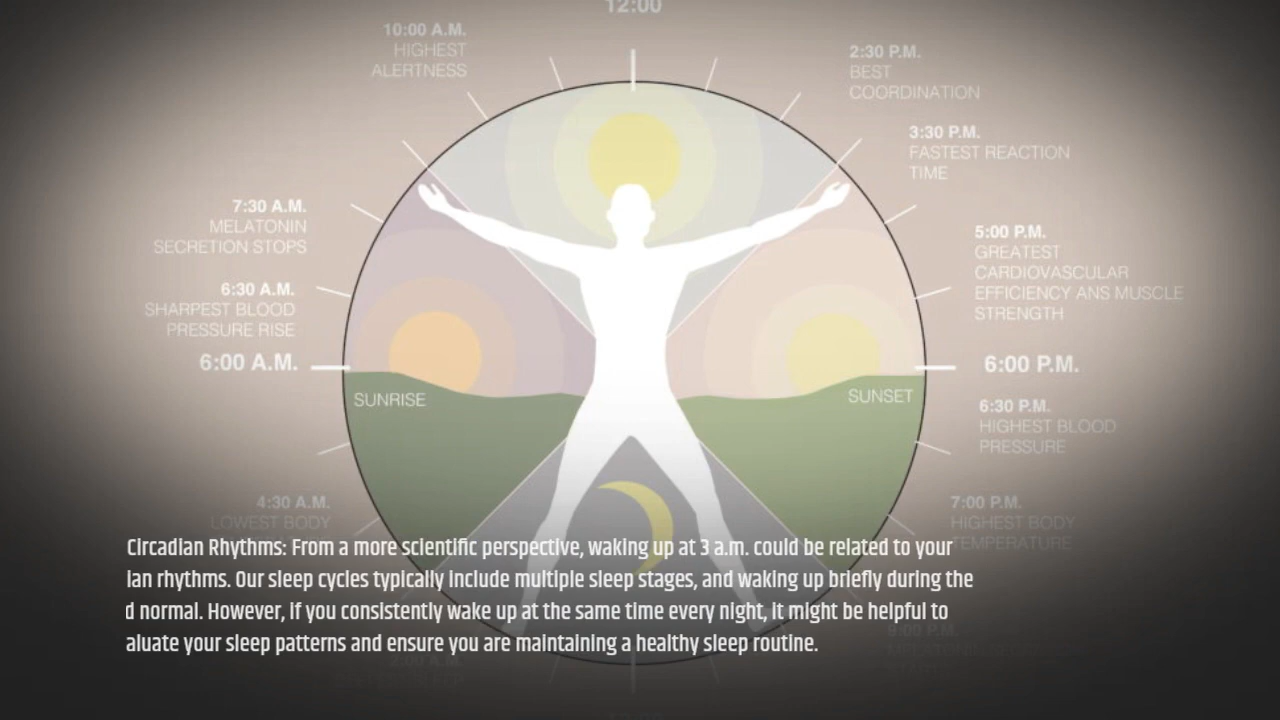 12:00
10:00 A.M.
HIGHEST
ALERTNESS
2:30 P.M.
BEST
COORDINATION
3:30 P.M.
FASTEST REACTION
TIME
7:30 A.M.
MELATONIN
SECRETION STOPS
5:00 P.M.
GREATEST
CARDIOVASCULAR
EFFICIENCY ANS MUSCLE
STRENGTH
6:30 A.M.
SHARPEST BLOOD
PRESSURE RISE
6:00 A.M.
6:00 P.M.
SUNRISE
SUNSET
6:30 P.M.
HIGHEST BLOOD
PRESSURE
4:30 A.M.
LOWEST BODY
7:00 P.M.
HIGHEST BODY
TEMPERATURE
Circadian Rhythms: From a more scientific perspective, waking up at 3 a.m. could be related to your
ian rhythms. Our sleep cycles typically include multiple sleep stages, and waking up briefly during the
d normal. However, if you consistently wake up at the same time every night, it might be helpful to
aluate your sleep patterns and ensure you are maintaining a healthy sleep routine.
9:00 P.M.
2:00 A.M.